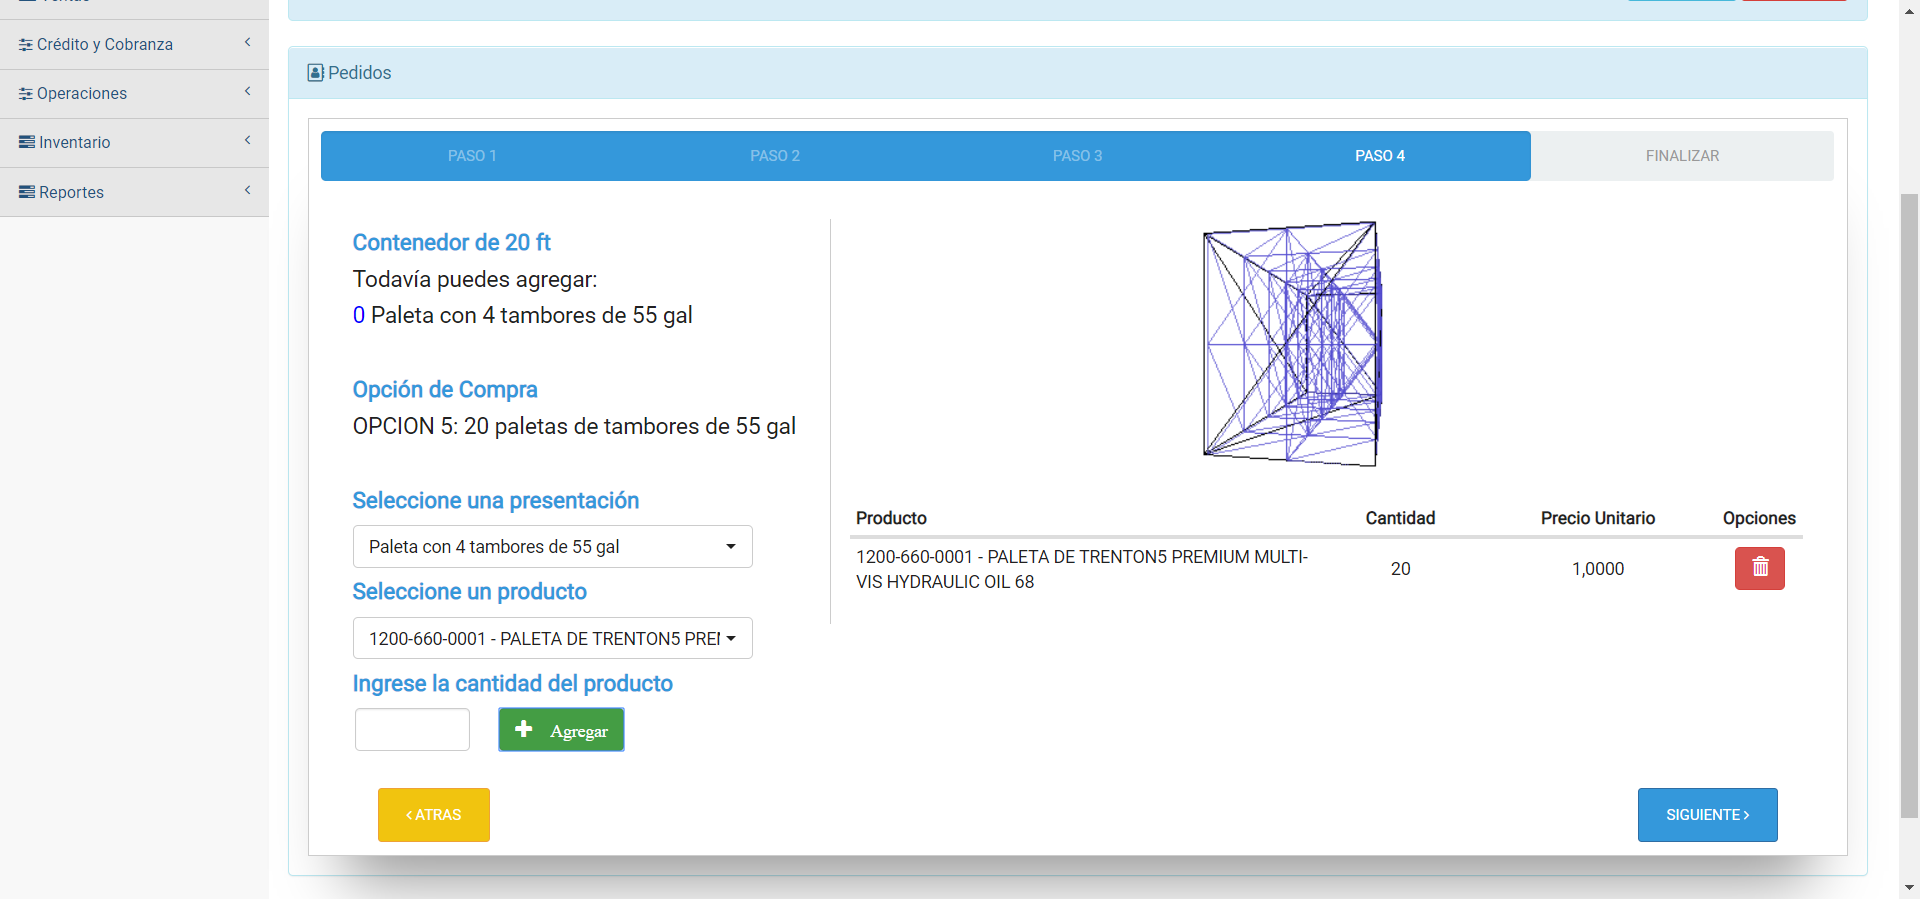 Crédito y Cobranza
Operaciones
Inventario
Reportes
Pedidos
PASO 1
PASO 2
PASO 3
PASO 4
FINALIZAR
Contenedor de 20 ft
Todavía puedes agregar:
0 Paleta con 4 tambores de 55 gal
Opción de Compra
OPCION 5: 20 paletas de tambores de 55 gal
Seleccione una presentación
Paleta con 4 tambores de 55 gal
Seleccione un producto
1200-660-0001 - PALETA DE TRENTON5
Ingrese la cantidad del producto
Agregar
Producto Cantidad Precio Unitario Opciones
1200-660-0001 - PALETA DE TRENTON5 PREMIUM MULTI-
VIS HYDRAULIC OIL 68
20
1,0000
ATRAS
SIGUIENTE